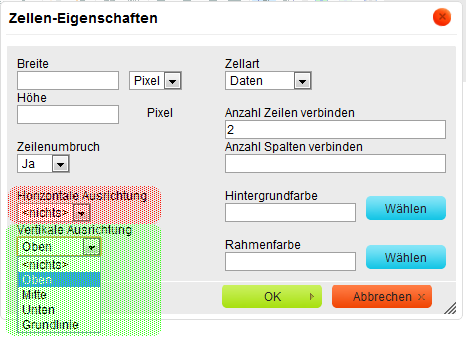 Zellen-Eigenschaften
Breite
Pixel
Zellart
Daten
Höhe
Pixel
Anzahl Zeilen verbinden
2
Zeilenumbruch
Ja
Anzahl Spalten verbinden
Horizontale Ausrichtung
<nichts>
Hintergrundfarbe
Wählen
Vertikale Ausrichtung
Oben
Rahmenfarbe
Wählen
<nichts>
Oben
Mitte
Unten
Grundlinie
OK
Abbrechen